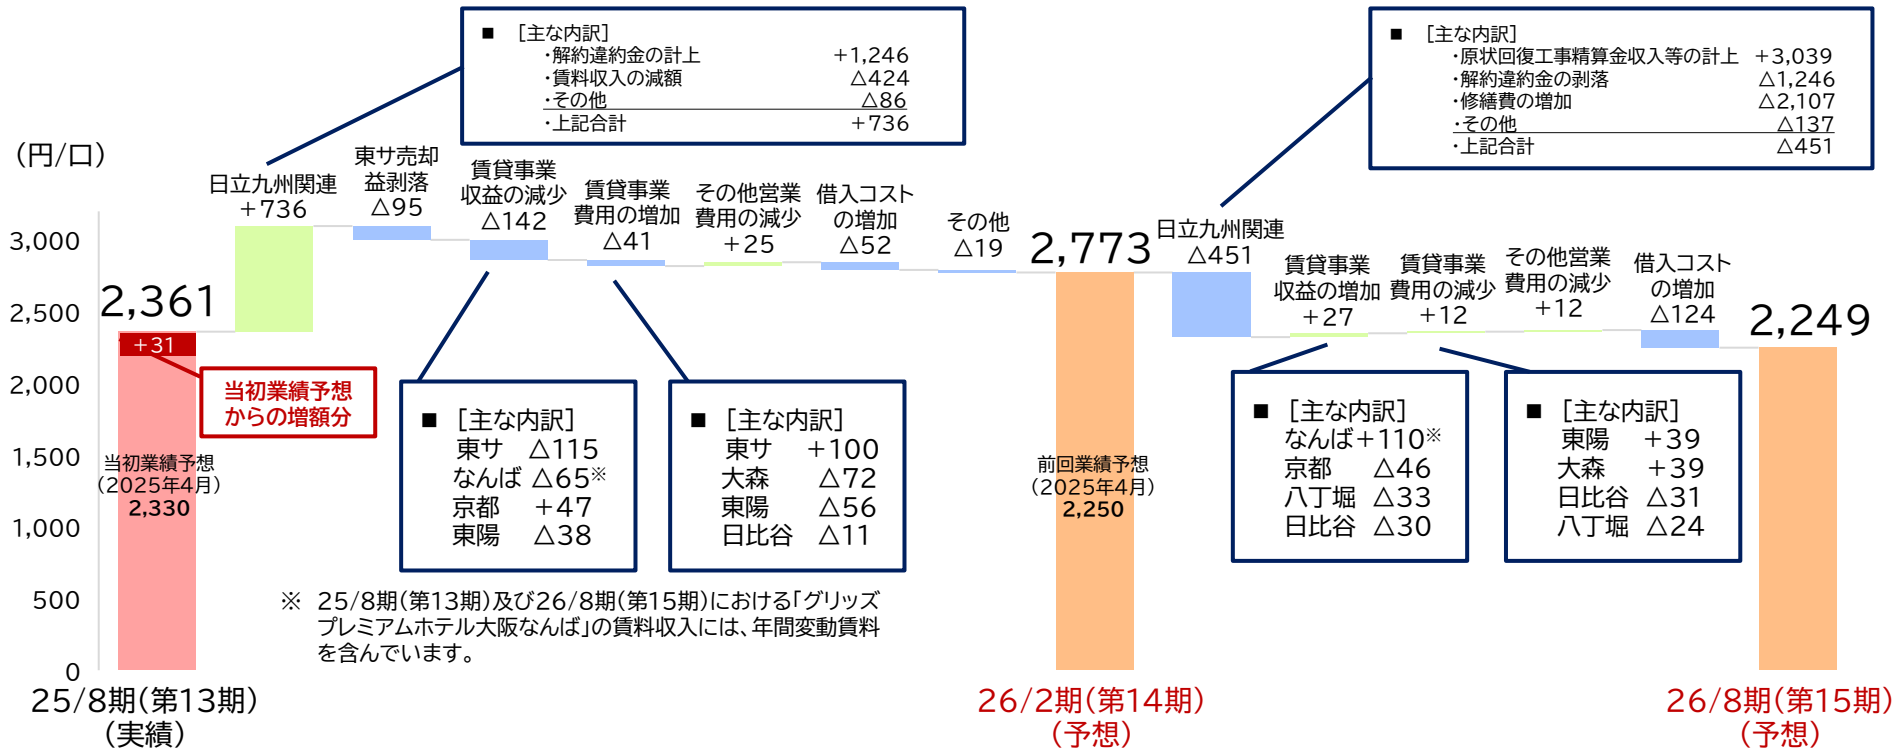 ■ [主な内訳]
・解約違約金の計上 +1,246
・賃料収入の減額 △424
・その他 △86
・上記合計 +736
■ [主な内訳]
・原状回復工事精算金収入等の計上 +3,039
・解約違約金の剥落 △1,246
・修繕費の増加 △2,107
・その他 △137
・上記合計 △451
(円/口)
3,000
2,500
2,000
1,500
1,000
500
0
2,361
+31
当初業績予想
からの増額分
当初業績予想
(2025年4月)
2,330
日立九州関連
+736
東サ売却
益剥落
△95
賃貸事業
収益の減少
△142
賃貸事業
費用の増加
△41
その他営業
費用の減少
+25
借入コスト
の増加
△52
その他
△19
2,773
前回業績予想
(2025年4月)
2,250
日立九州関連
△451
賃貸事業
収益の増加
+27
賃貸事業
費用の減少
+12
その他営業
費用の減少
+12
借入コスト
の増加
△124
2,249
■ [主な内訳]
東サ △115
なんば △65※
京都 +47
東陽 △38
■ [主な内訳]
東サ +100
大森 △72
東陽 △56
日比谷 △11
■ [主な内訳]
なんば+110※
京都 △46
八丁堀 △33
日比谷 △30
■ [主な内訳]
東陽 +39
大森 +39
日比谷 △31
八丁堀 △24
※ 25/8期(第13期)及び26/8期(第15期)における「グリッズ
プレミアムホテル大阪なんば」の賃料収入には、年間変動賃料
を含んでいます。
25/8期(第13期)
(実績)
26/2期(第14期)
(予想)
26/8期(第15期)
(予想)